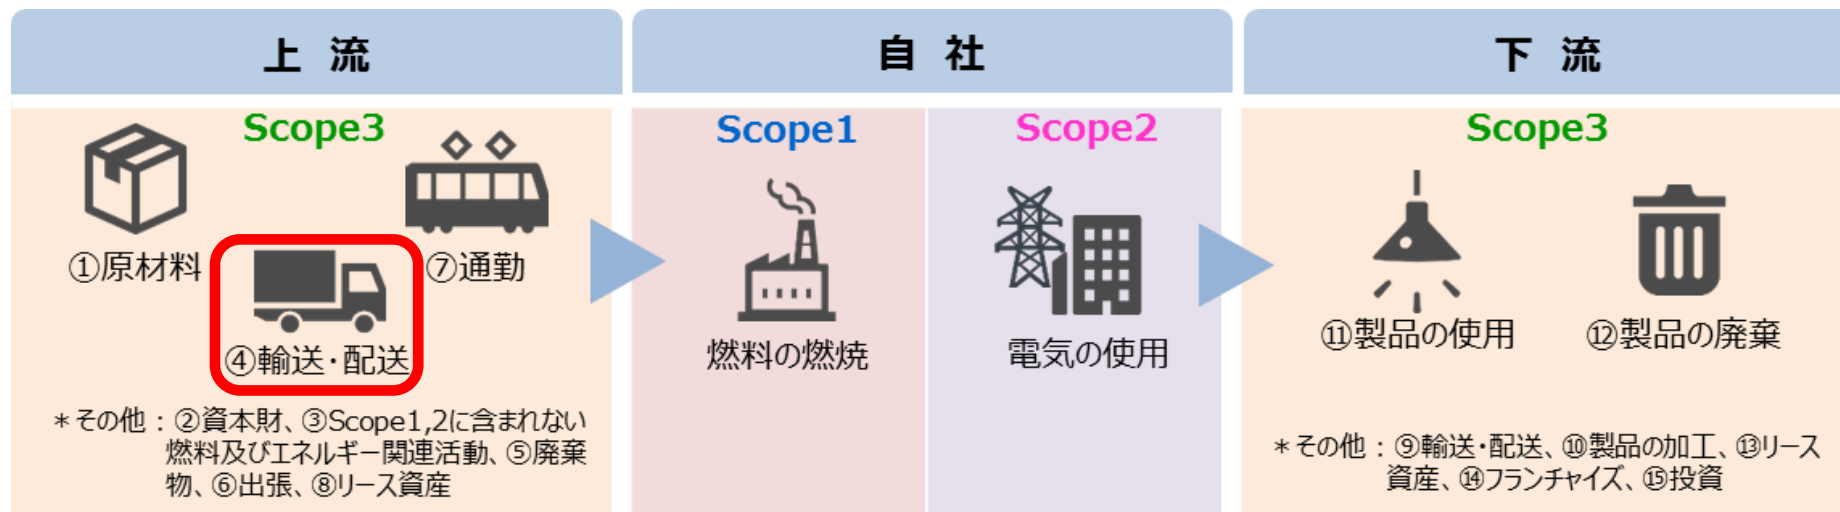 上 流
自 社
下 流
Scope3
Scope1
Scope2
Scope3
①原材料
⑦通勤
④輸送・配送
燃料の燃焼
電気の使用
⑪製品の使用
⑫製品の廃棄
＊その他：②資本財、③Scope1,2に含まれない
燃料及びエネルギー関連活動、⑤廃棄
物、⑥出張、⑧リース資産
＊その他：⑨輸送・配送、⑩製品の加工、⑬リース
資産、⑭フランチャイズ、⑮投資